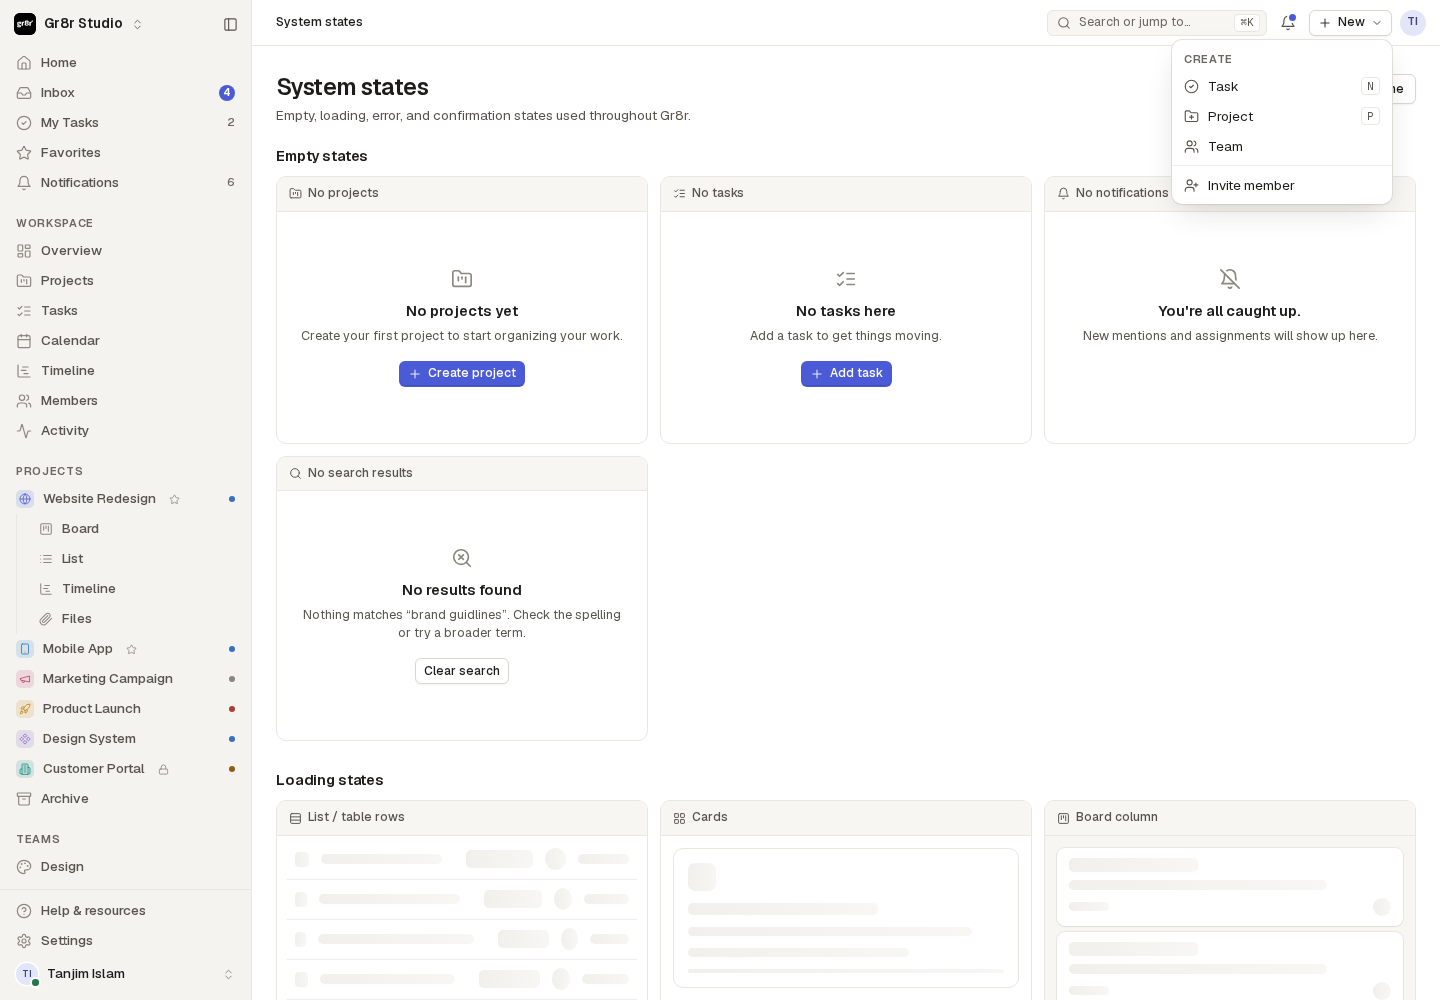 gr8r
Gr8r Studio
Home
Inbox
4
My Tasks
2
Favorites
Notifications
6
WORKSPACE
Overview
Projects
Tasks
Calendar
Timeline
Members
Activity
PROJECTS
Website Redesign
Board
List
Timeline
Files
Mobile App
Marketing Campaign
Product Launch
Design System
Customer Portal
Archive
TEAMS
Design
Help & resources
Settings
TI
Tanjim Islam
System states
Search or jump to...
⌘K
New
TI
CREATE
Task
N
Project
P
Team
Invite member
System states
Empty, loading, error, and confirmation states used throughout Gr8r.
Empty states
No projects
No projects yet
Create your first project to start organizing your work.
Create project
No tasks
No tasks here
Add a task to get things moving.
Add task
No notifications
You're all caught up.
New mentions and assignments will show up here.
No search results
No results found
Nothing matches “brand guidlines”. Check the spelling
or try a broader term.
Clear search
Loading states
List / table rows
Cards
Board column